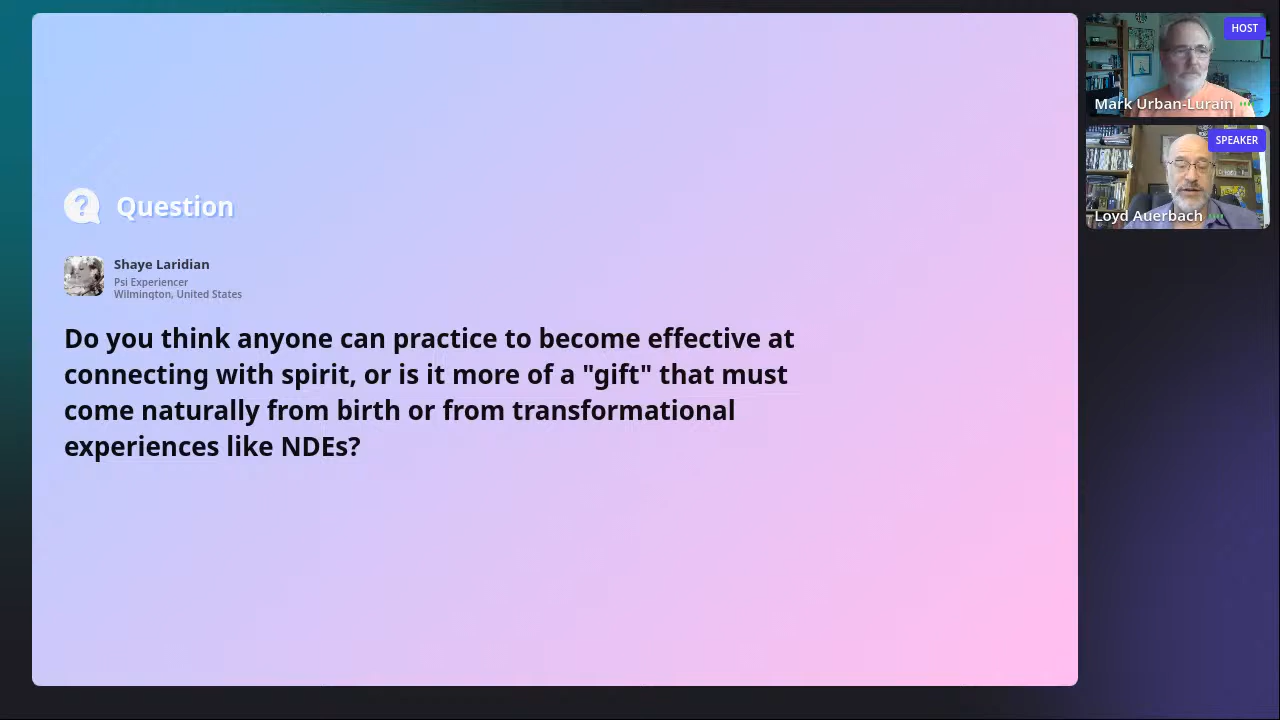 Question
Shaye Laridian
Psi Experiencer
Wilmington, United States
Do you think anyone can practice to become effective at
connecting with spirit, or is it more of a "gift" that must
come naturally from birth or from transformational
experiences like NDEs?
HOST
Mark Urban-Lurain
SPEAKER
Loyd Auerbach